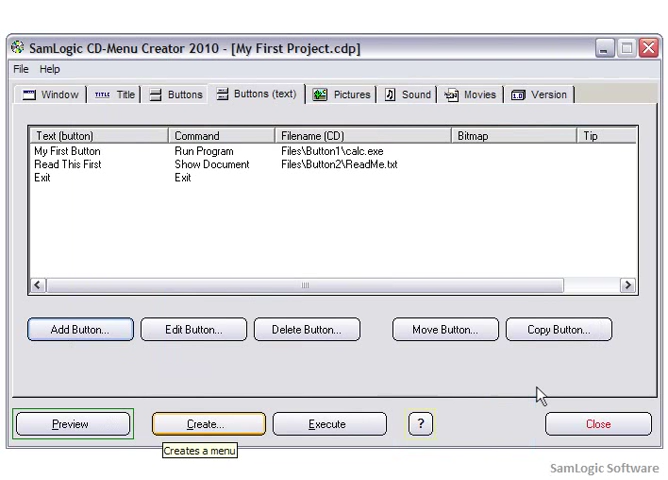 SamLogic CD-Menu Creator 2010 - [My First Project.cdp]
File Help
Window TITLE Title Buttons Buttons (text) Pictures Sound Movies 1.0 Version
Text (button) Command Filename (CD) Bitmap Tip
My First Button Run Program Files\Button1\calc.exe
Read This First Show Document Files\Button2\ReadMe.txt
Exit Exit
Add Button... Edit Button... Delete Button... Move Button... Copy Button...
Preview Create... Execute ? Close
Creates a menu
SamLogic Software